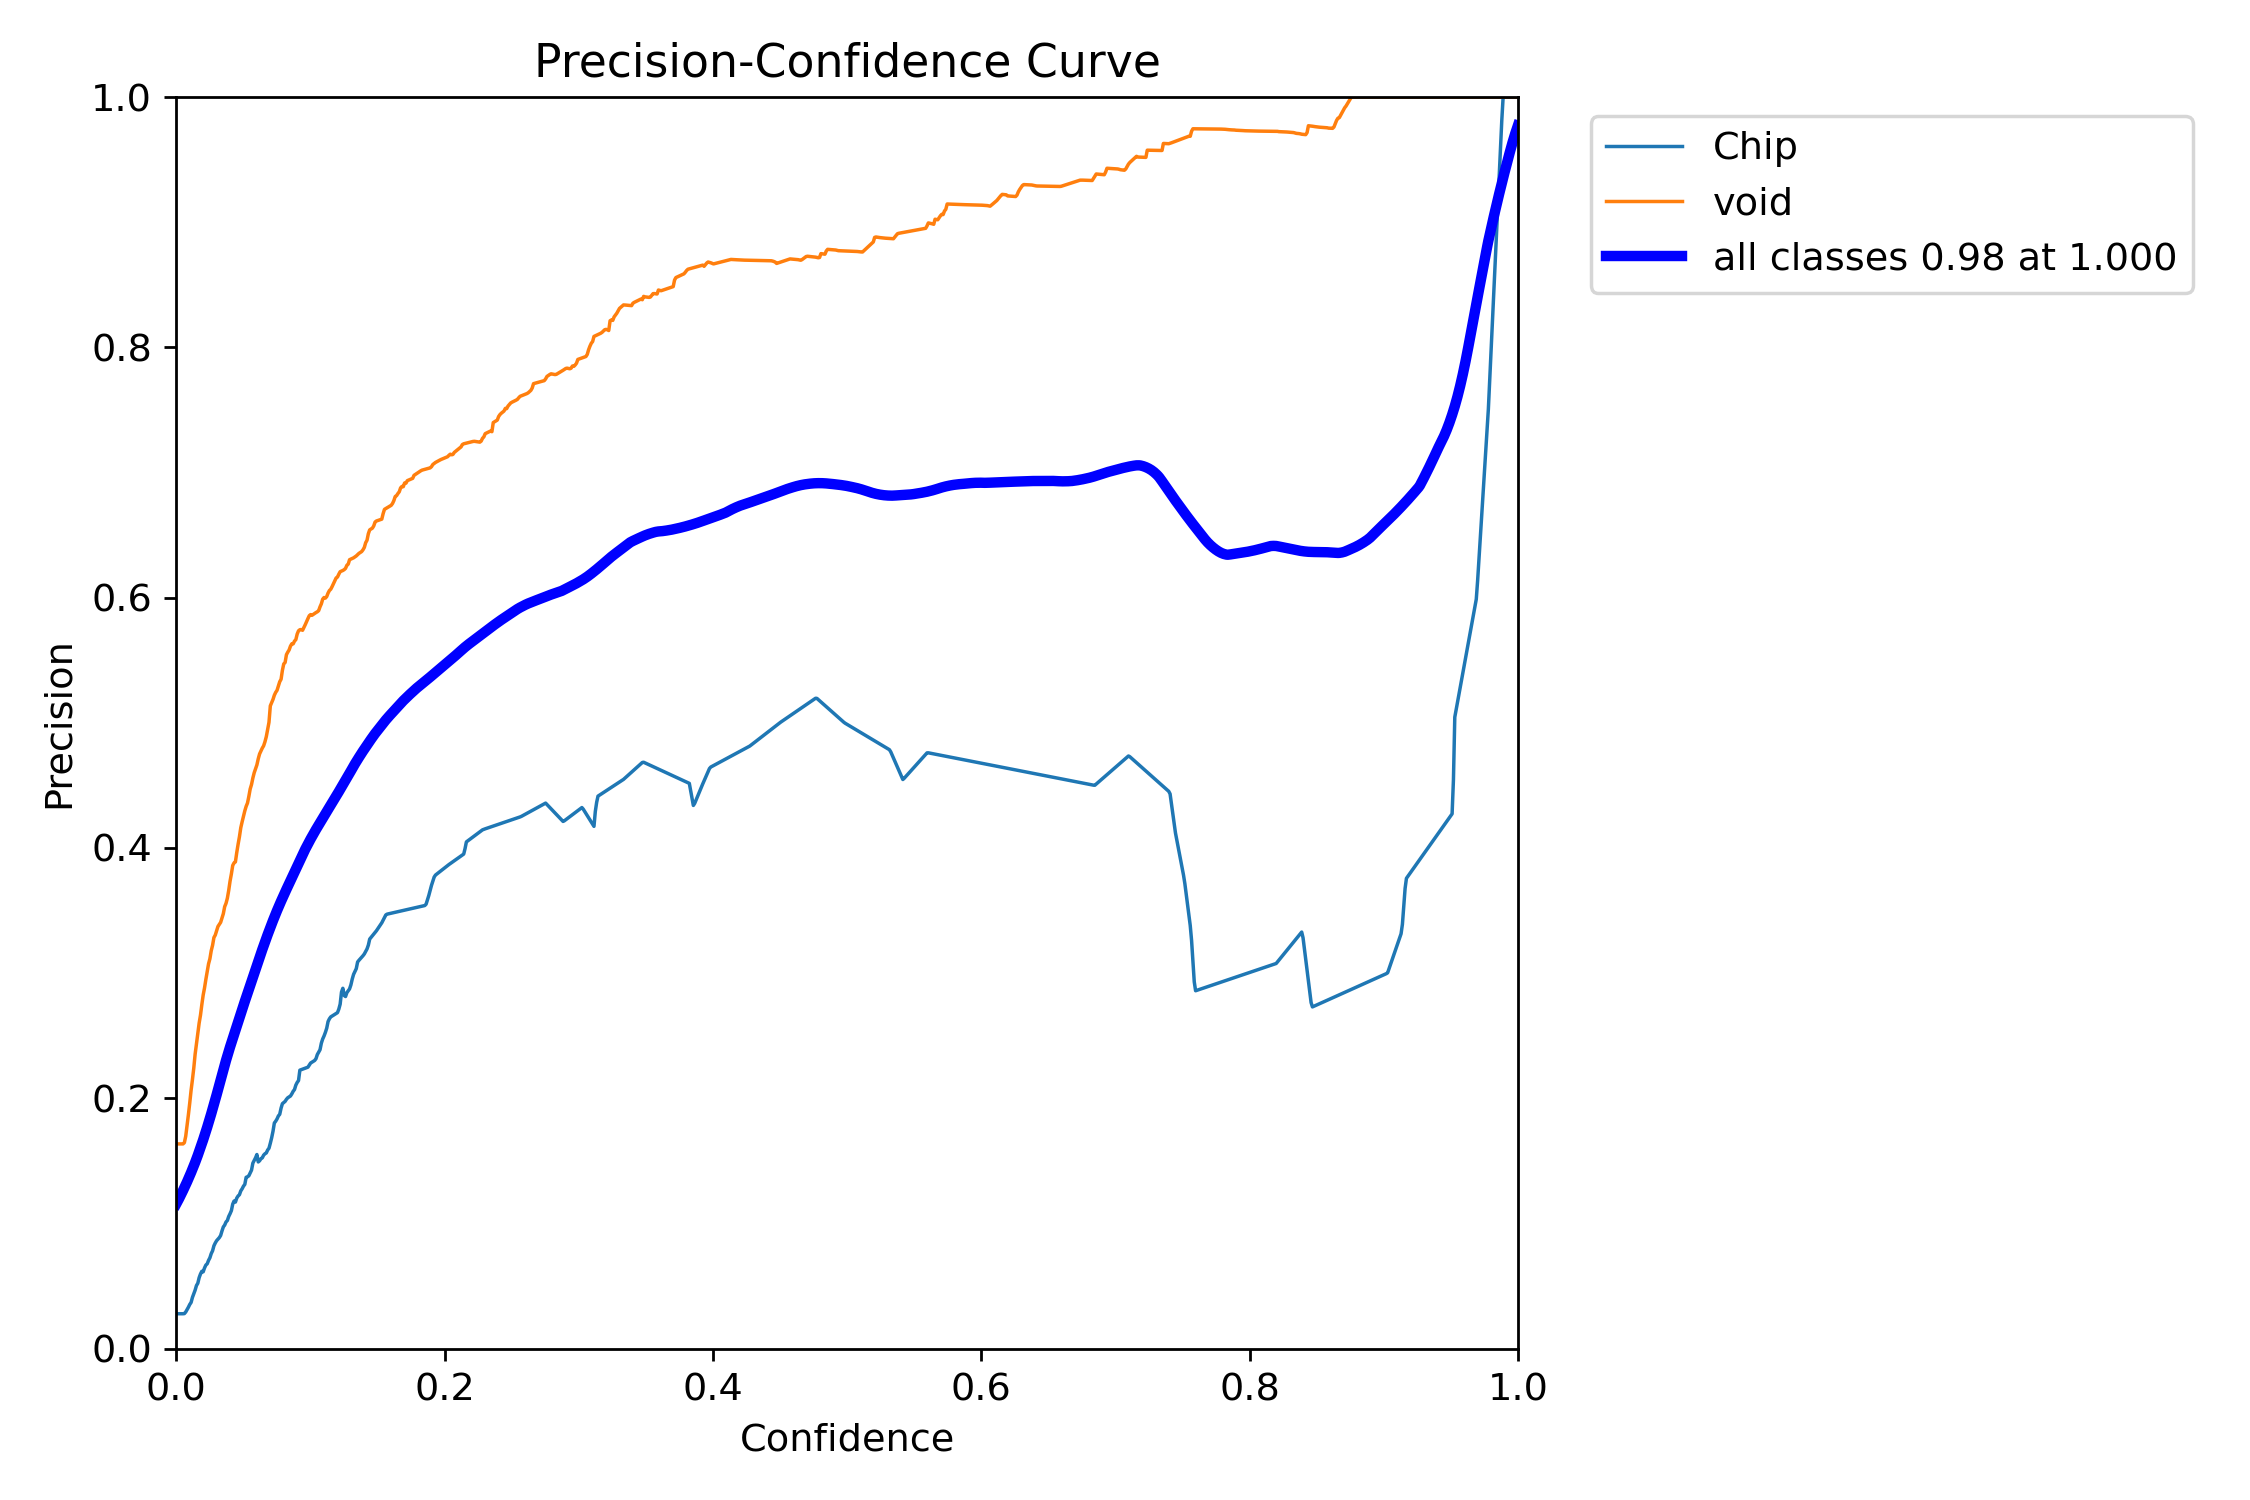 Precision-Confidence Curve
1.0
0.8
0.6
0.4
0.2
0.0
Precision
0.0 0.2 0.4 0.6 0.8 1.0
Confidence
Chip
void
all classes 0.98 at 1.000